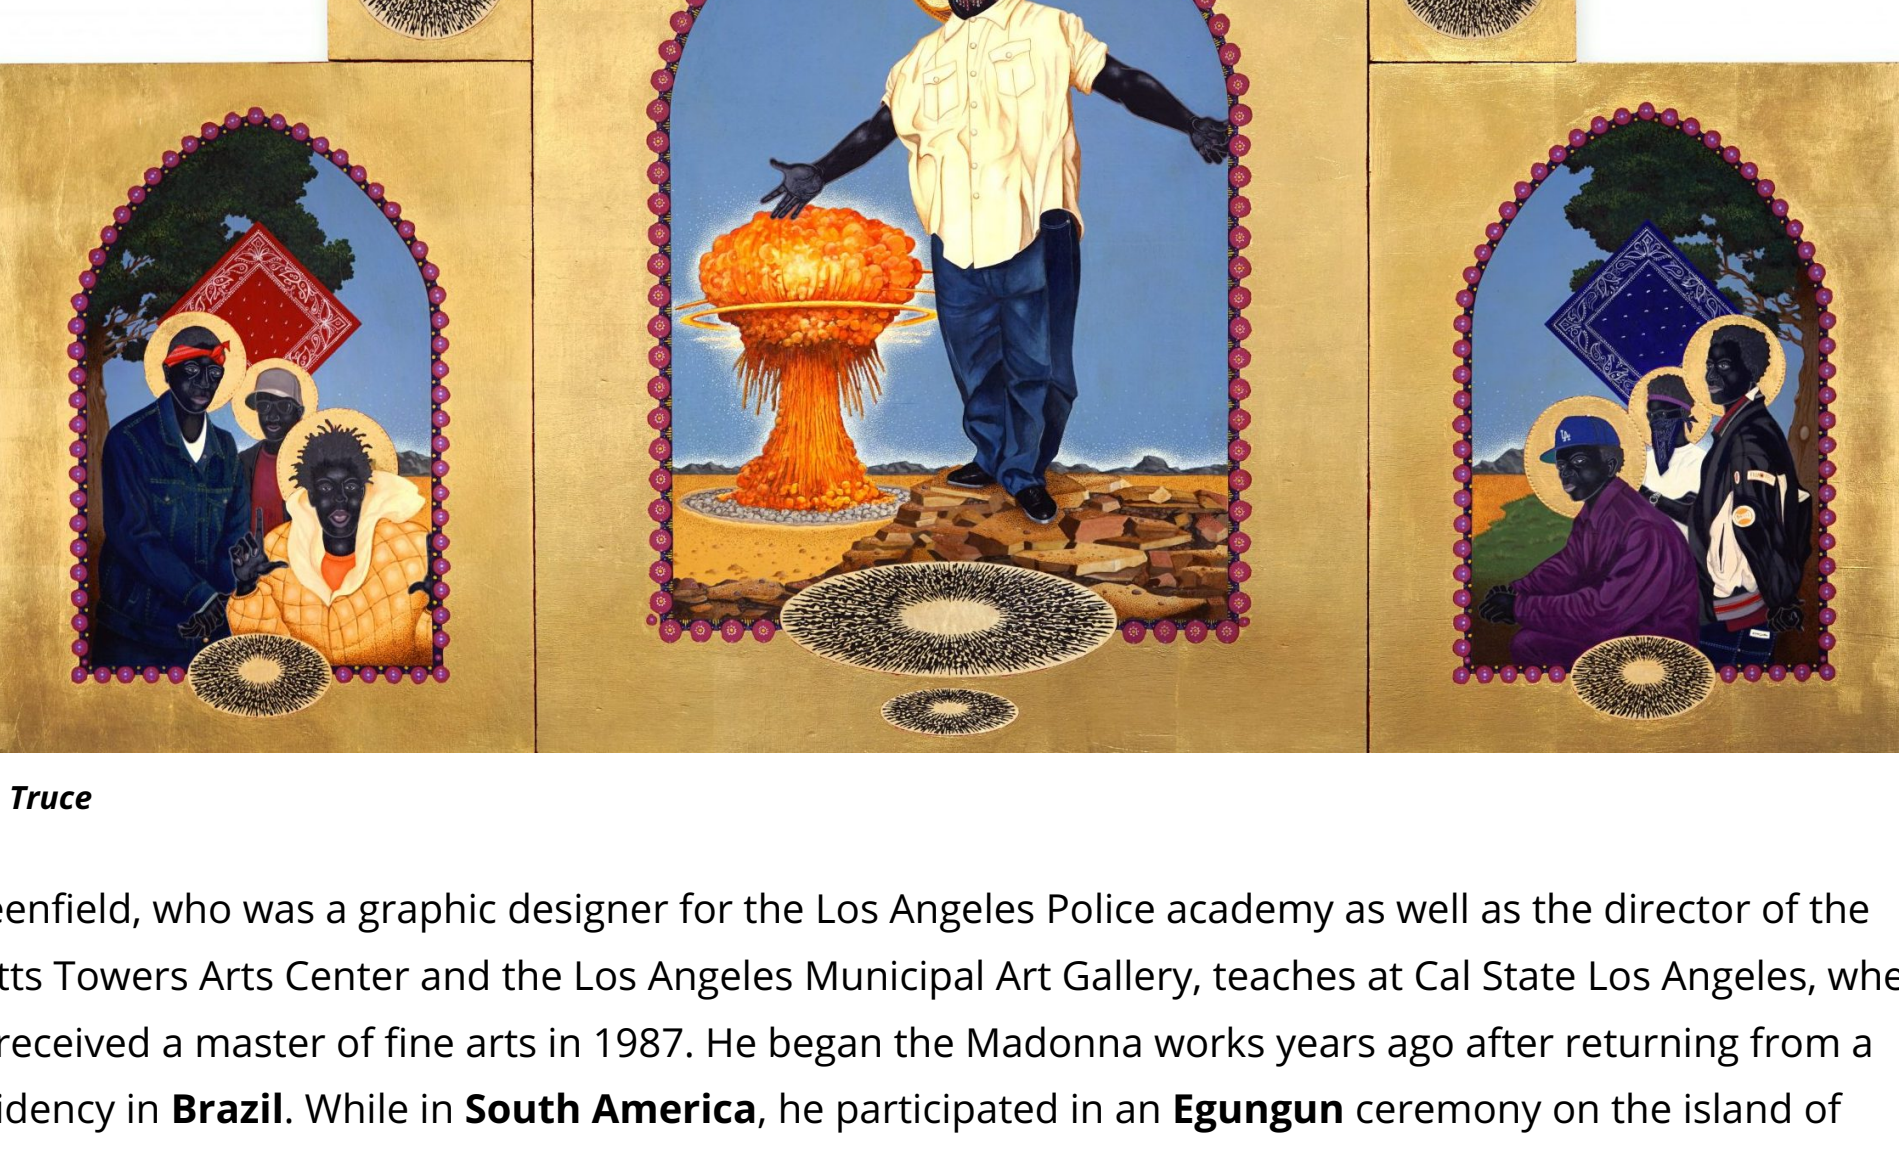 LA
Truce
eenfield, who was a graphic designer for the Los Angeles Police academy as well as the director of the
tts Towers Arts Center and the Los Angeles Municipal Art Gallery, teaches at Cal State Los Angeles, whe
received a master of fine arts in 1987. He began the Madonna works years ago after returning from a
idency in Brazil. While in South America, he participated in an Egungun ceremony on the island of